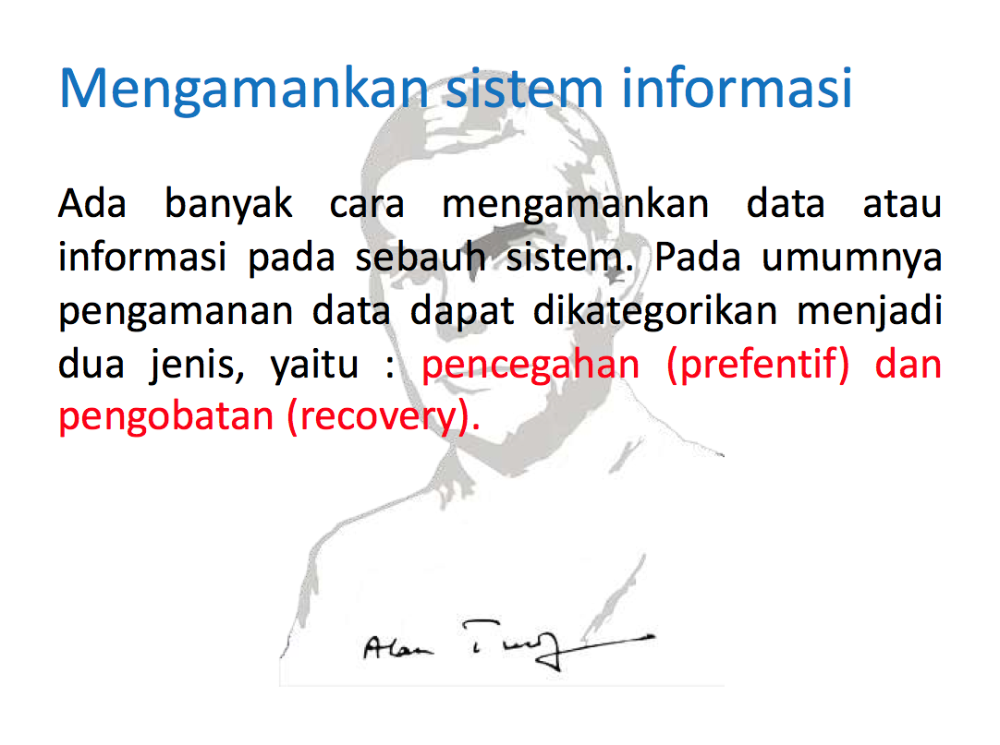 Mengamankan sistem informasi
Ada banyak cara mengamankan data atau
informasi pada sebauh sistem. Pada umumnya
pengamanan data dapat dikategorikan menjadi
dua jenis, yaitu : pencegahan (prefentif) dan
pengobatan (recovery).
Alan Turing